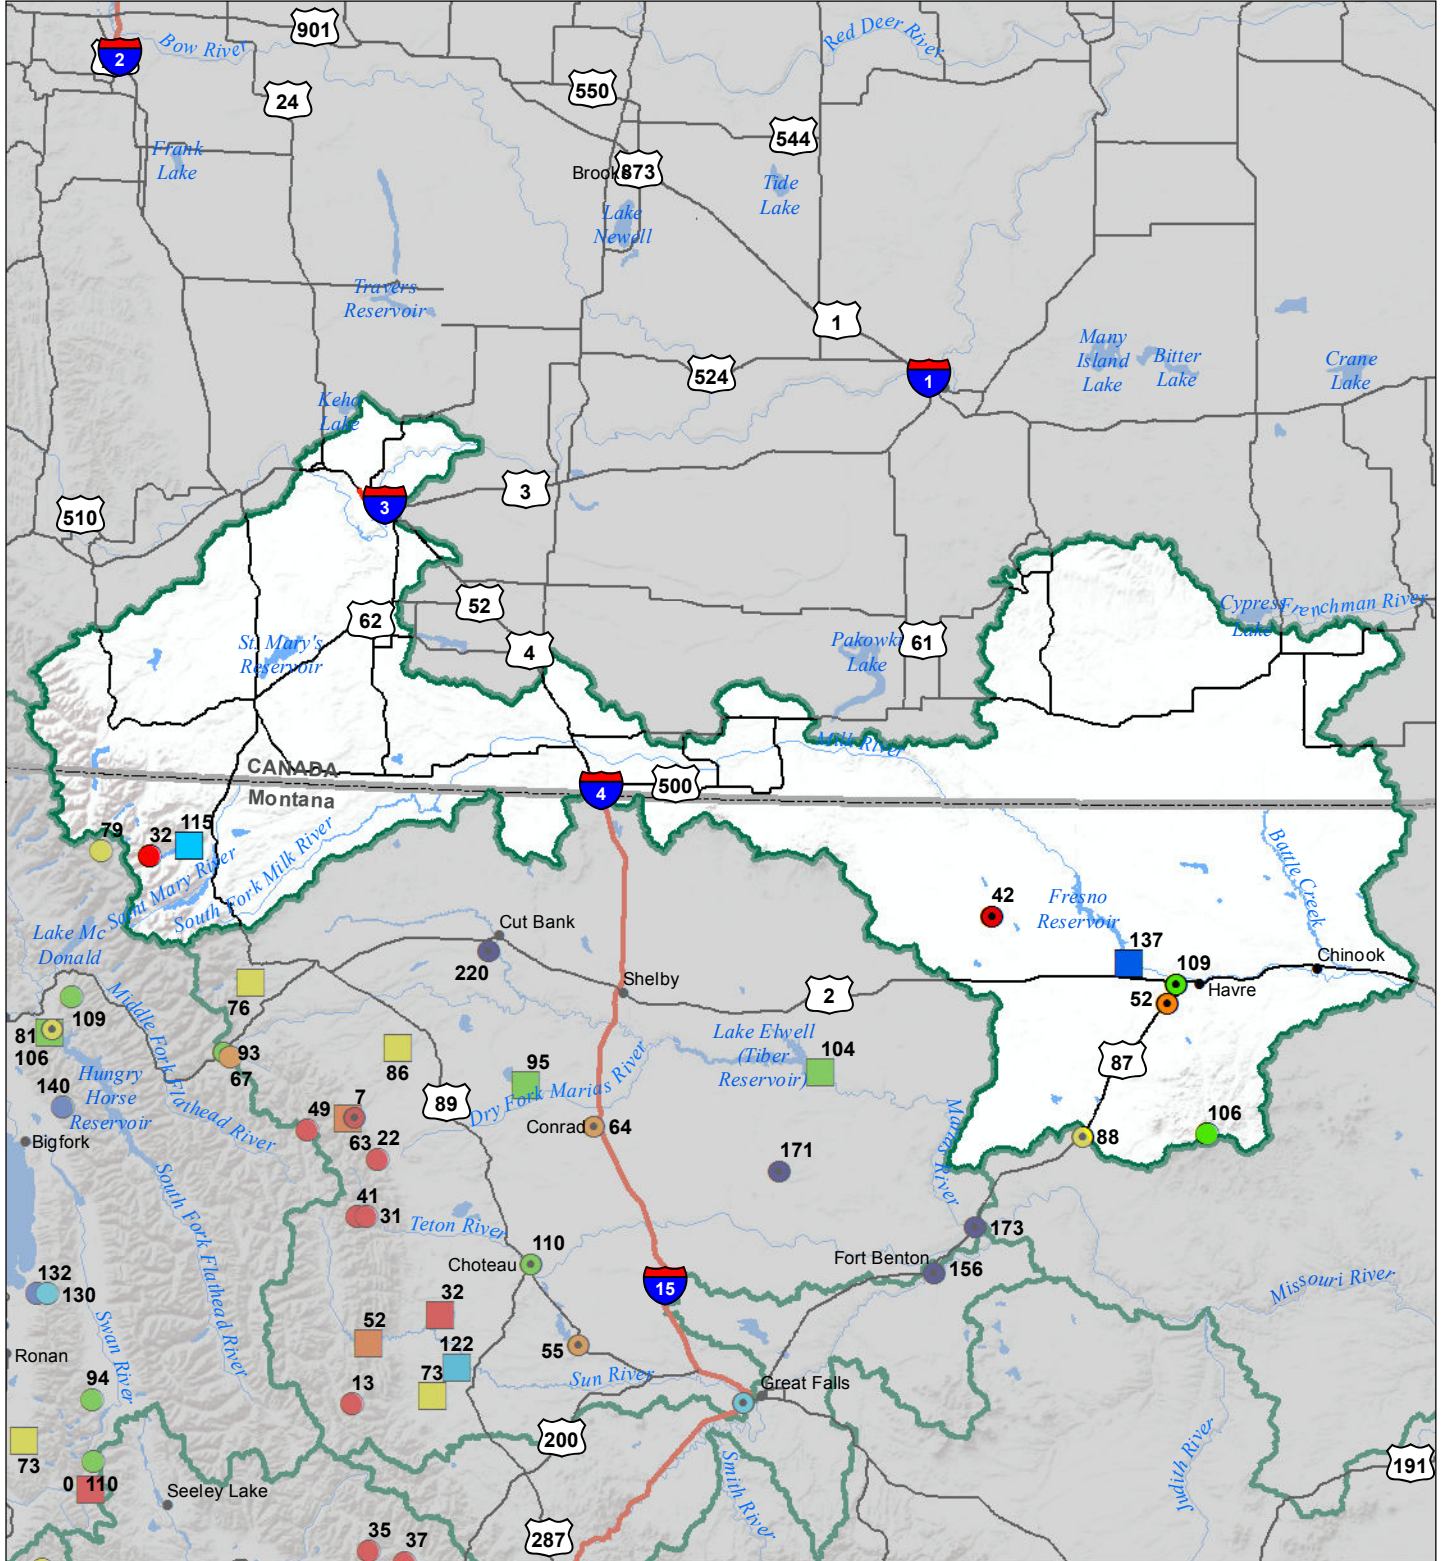 901
Bow River
2
Red Deer River
24
550
544
Frank
Lake
Brooks
873
Tide
Lake
Lake
Newell
Travers
Reservoir
1
Many
Island
Lake
Bitter
Lake
Crane
Lake
524
1
Keho
Lake
3
3
510
52
62
Cypress
Lake
Frenchman River
St. Mary's
Reservoir
4
Pakowki
Lake
61
Milk River
CANADA
Montana
4
500
79
32
115
Saint Mary River
South Fork Milk River
Battle Creek
42
Fresno
Reservoir
Lake Mc
Donald
Cut Bank
220
Shelby
137
109
Chinook
Havre
52
76
2
Middle Fork Flathead River
109
81
106
93
67
86
95
Lake Elwell
(Tiber
Reservoir)
104
87
Hungry
Horse
Reservoir
140
89
Dry Fork Marias River
Marias River
7
49
63
22
Conrad
64
106
88
Bigfork
171
South Fork Flathead River
41
31
Teton River
173
110
Choteau
Fort Benton
156
132
130
15
Missouri River
Swan River
32
52
122
55
Ronan
73
Sun River
94
13
Great Falls
200
73
Smith River
Judith River
191
0
110
Seeley Lake
287
35
37